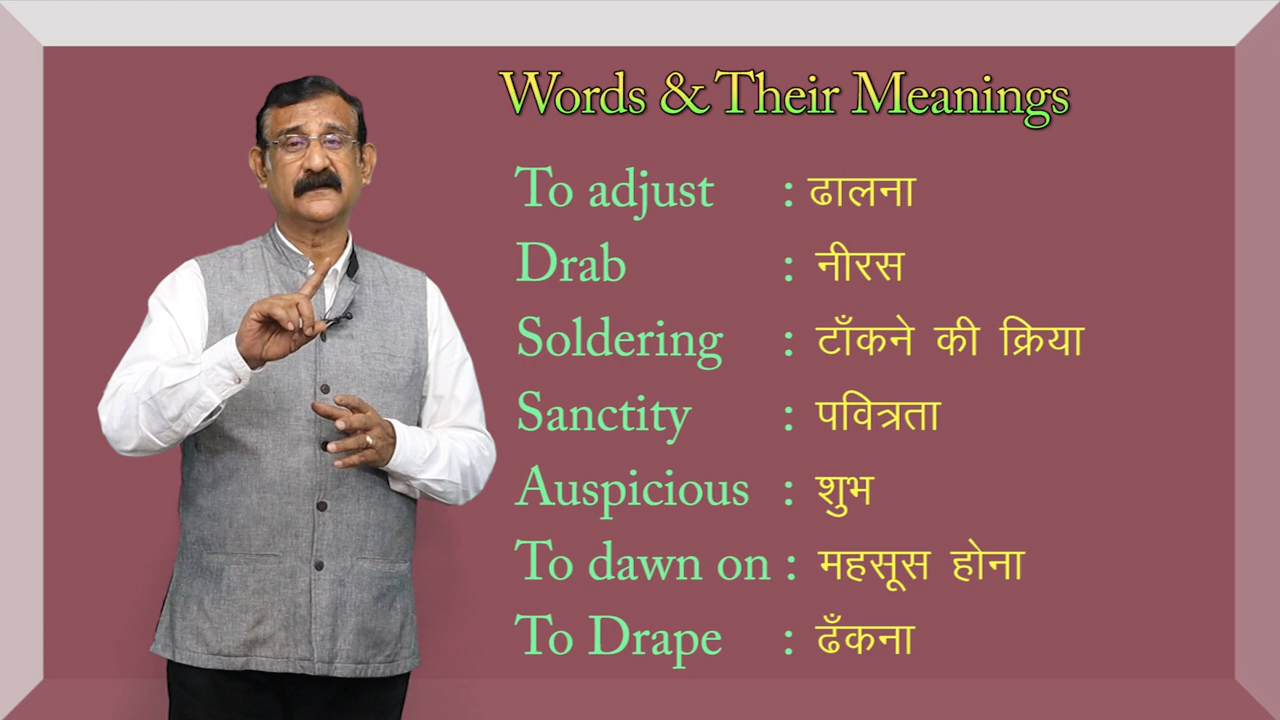 Words & Their Meanings
To adjust : ढालना
Drab : नीरस
Soldering : टाँकने की क्रिया
Sanctity : पवित्रता
Auspicious : शुभ
To dawn on : महसूस होना
To Drape : ढँकना